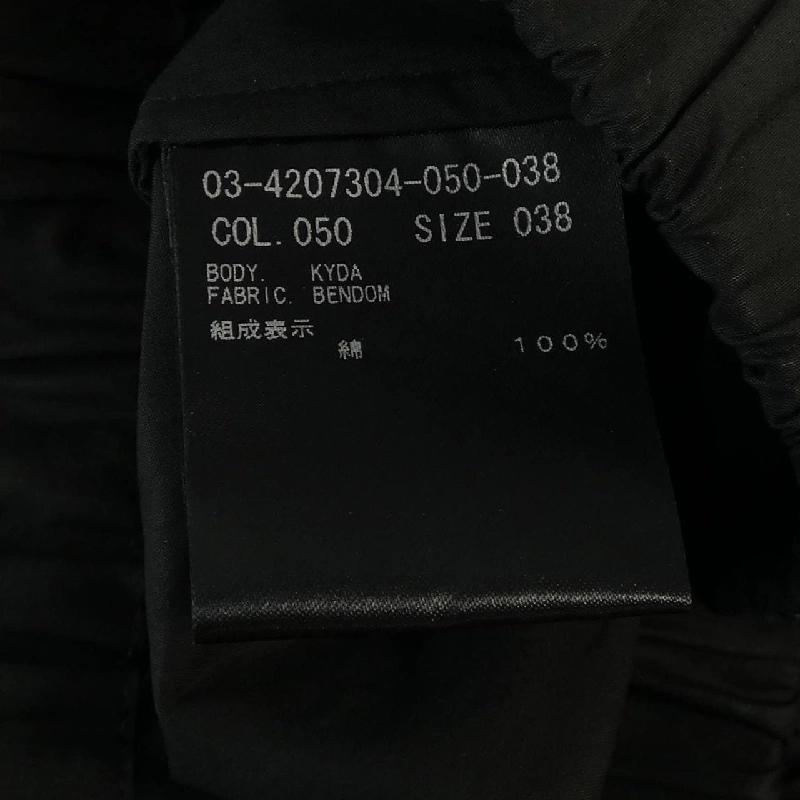 03-4207304-050-038
COL. 050 SIZE 038
BODY. KYDA
FABRIC. BENDOM
組成表示
綿 100%